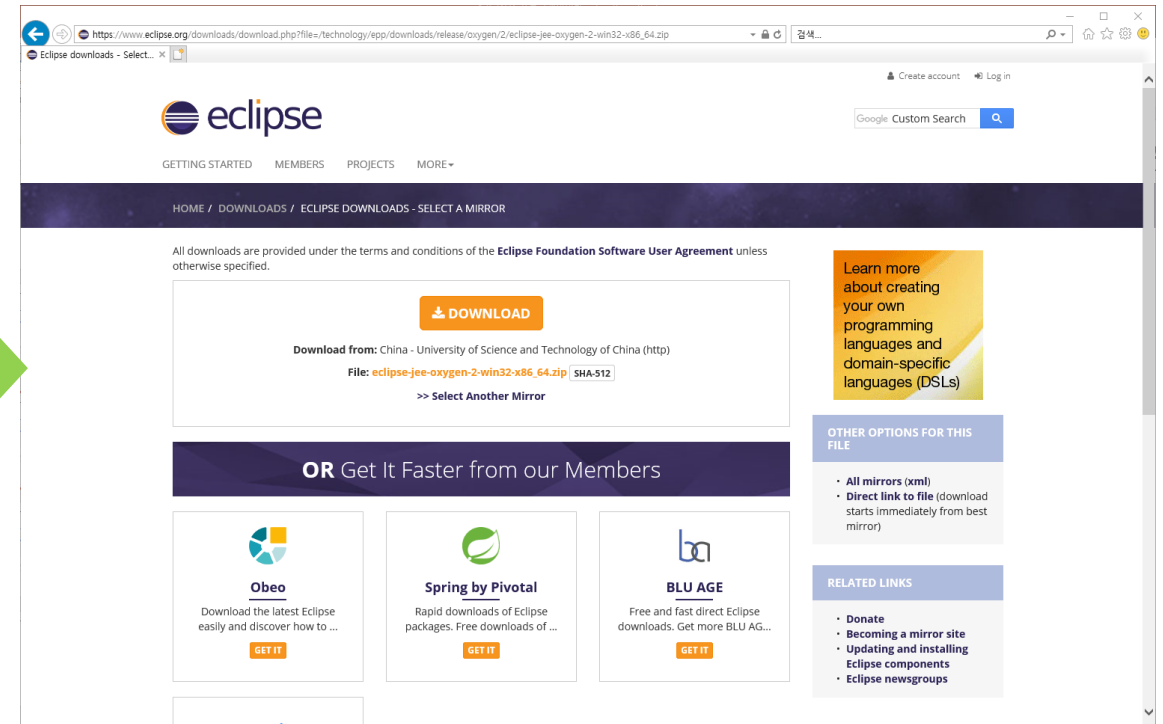 https://www.eclipse.org/downloads/download.php?file=/technology/epp/downloads/release/oxygen/2/eclipse-jee-oxygen-2-win32-x86_64.zip
검색...
Eclipse downloads - Select...
Create account
Log in
eclipse
Google Custom Search
GETTING STARTED
MEMBERS
PROJECTS
MORE
HOME / DOWNLOADS / ECLIPSE DOWNLOADS - SELECT A MIRROR
All downloads are provided under the terms and conditions of the Eclipse Foundation Software User Agreement unless
otherwise specified.
DOWNLOAD
Download from: China - University of Science and Technology of China (http)
File: eclipse-jee-oxygen-2-win32-x86_64.zip SHA-512
>> Select Another Mirror
OR Get It Faster from our Members
Obeo
Download the latest Eclipse
easily and discover how to ...
GET IT
Spring by Pivotal
Rapid downloads of Eclipse
packages. Free downloads of ...
GET IT
ba
BLU AGE
Free and fast direct Eclipse
downloads. Get more BLU AG...
GET IT
Learn more
about creating
your own
programming
languages and
domain-specific
languages (DSLs)
OTHER OPTIONS FOR THIS
FILE
All mirrors (xml)
Direct link to file (download
starts immediately from best
mirror)
RELATED LINKS
Donate
Becoming a mirror site
Updating and installing
Eclipse components
Eclipse newsgroups